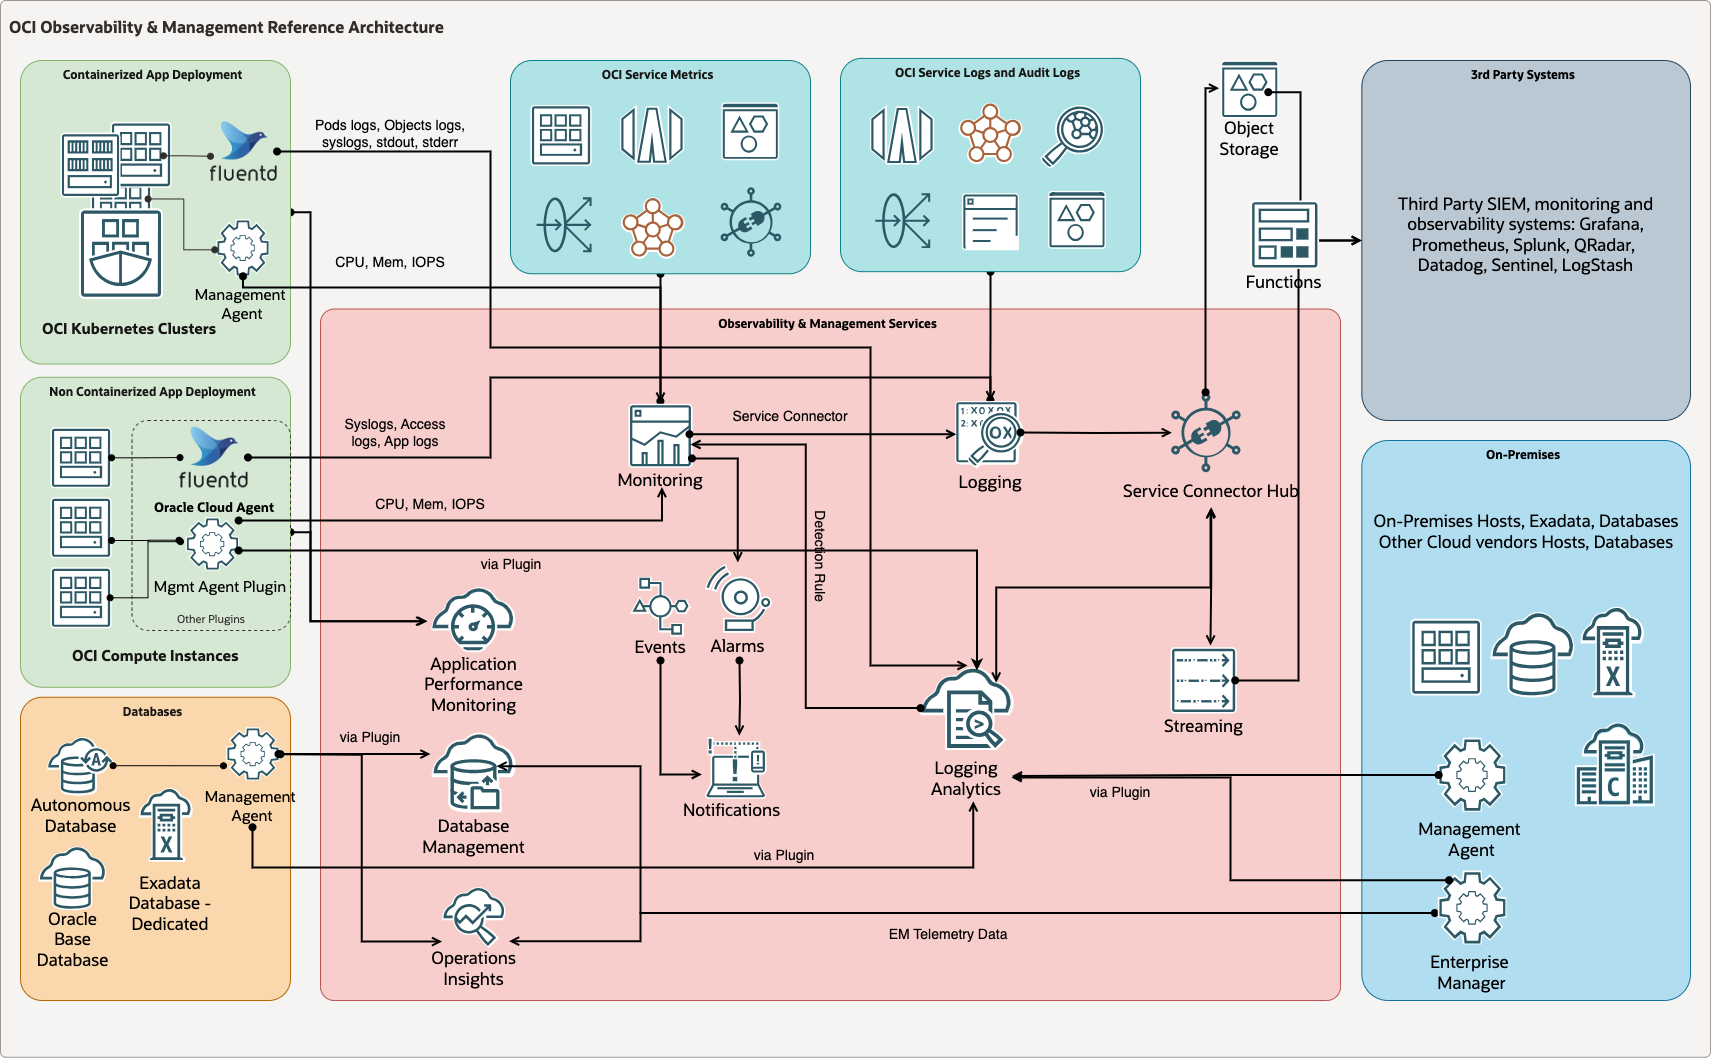 OCI Observability & Management Reference Architecture
Containerized App Deployment
fluentd
Management
Agent
OCI Kubernetes Clusters
Pods logs, Objects logs,
syslogs, stdout, stderr
CPU, Mem, IOPS
OCI Service Metrics
OCI Service Logs and Audit Logs
Object
Storage
Functions
3rd Party Systems
Third Party SIEM, monitoring and
observability systems: Grafana,
Prometheus, Splunk, QRadar,
Datadog, Sentinel, LogStash
Non Containerized App Deployment
fluentd
Oracle Cloud Agent
Mgmt Agent Plugin
Other Plugins
OCI Compute Instances
Syslogs, Access
logs, App logs
CPU, Mem, IOPS
via Plugin
Observability & Management Services
Monitoring
Service Connector
1: XOXOX
2: X
OX
Logging
Service Connector Hub
Detection Rule
Application
Performance
Monitoring
Events
Alarms
Streaming
Databases
A
Autonomous
Database
Management
Agent
X
Exadata
Database -
Dedicated
Oracle
Base
Database
via Plugin
Database
Management
Notifications
Logging
Analytics
via Plugin
via Plugin
Operations
Insights
EM Telemetry Data
On-Premises
On-Premises Hosts, Exadata, Databases
Other Cloud vendors Hosts, Databases
X
C
Management
Agent
Enterprise
Manager